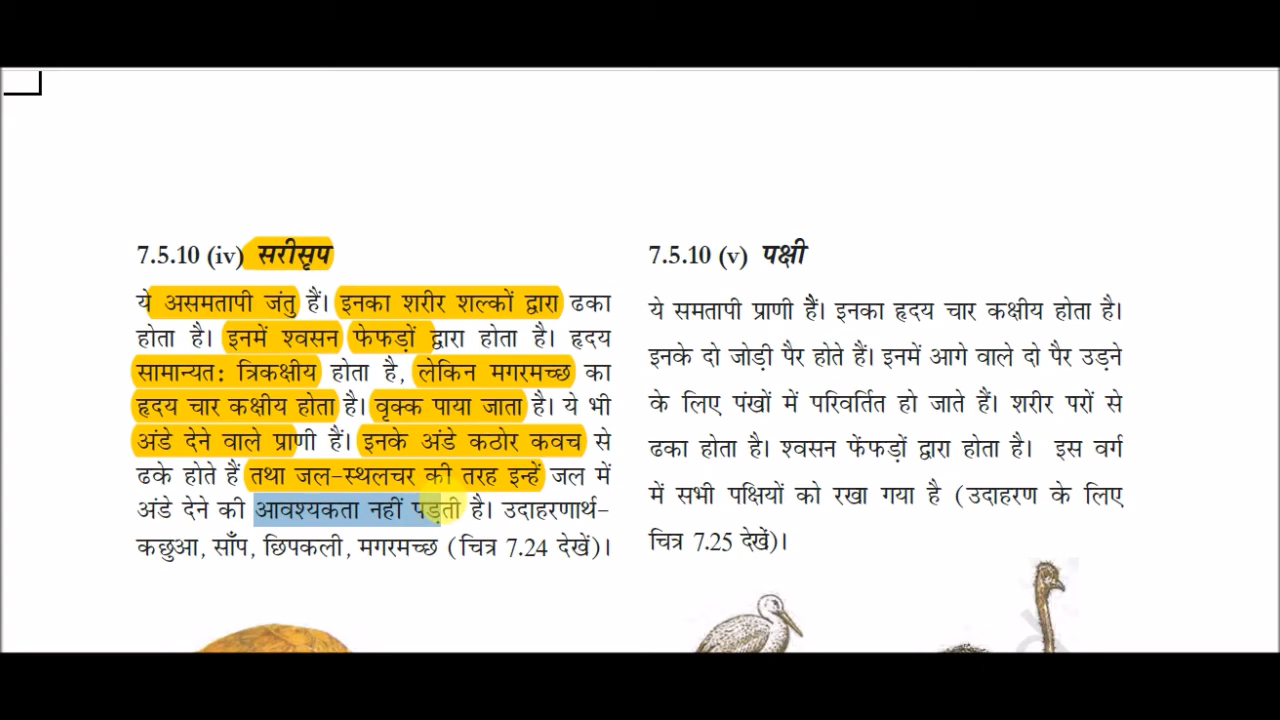 7.5.10 (iv) सरीसृप
ये असमतापी जंतु हैं। इनका शरीर शल्कों द्वारा ढका
होता है। इनमें श्वसन फेफड़ों द्वारा होता है। हृदय
सामान्यत: त्रिकक्षीय होता है, लेकिन मगरमच्छ का
हृदय चार कक्षीय होता है। वृक्क पाया जाता है। ये भी
अंडे देने वाले प्राणी हैं। इनके अंडे कठोर कवच से
ढके होते हैं तथा जल-स्थलचर की तरह इन्हें जल में
अंडे देने की आवश्यकता नहीं पड़ती है। उदाहरणार्थ-
कछुआ, साँप, छिपकली, मगरमच्छ (चित्र 7.24 देखें)।
7.5.10 (v) पक्षी
ये समतापी प्राणी हैं। इनका हृदय चार कक्षीय होता है।
इनके दो जोड़ी पैर होते हैं। इनमें आगे वाले दो पैर उड़ने
के लिए पंखों में परिवर्तित हो जाते हैं। शरीर परों से
ढका होता है। श्वसन फेंफड़ों द्वारा होता है। इस वर्ग
में सभी पक्षियों को रखा गया है (उदाहरण के लिए
चित्र 7.25 देखें)।